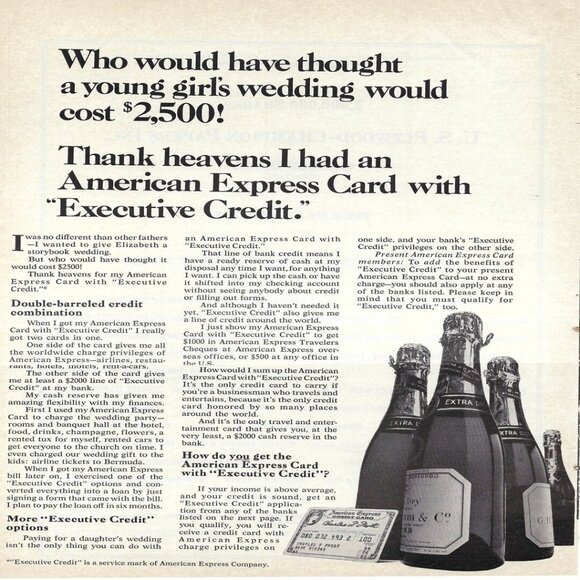 Who would have thought
a young girl's wedding would
cost $2,500!
Thank heavens I had an
American Express Card with
"Executive Credit."
I was no different than other fathers
—I wanted to give Elizabeth a
storybook wedding.
But who would have thought it
would cost $2500!
Thank heavens for my American
Express Card with "Executive
Credit."*
Double-barreled credit
combination
When I got my American Express
Card with "Executive Credit" I really
got two cards in one.
One side of the card gives me all
the worldwide charge privileges of
American Express—airlines, restau-
rants, hotels, motels, rent-a-cars.
The other side of the card gives
me at least a $2000 line of "Executive
Credit" at my bank.
My cash reserve has given me
amazing flexibility with my finances.
First I used my American Express
Card to charge the wedding party—
rooms and banquet hall at the hotel,
food, drinks, champagne, flowers, a
rented tux for myself, rented cars to
get everyone to the church on time. I
even charged our wedding gift to the
kids: airline tickets to Bermuda.
When I got my American Express
bill later on, I exercised one of the
"Executive Credit" options and con-
verted everything into a loan by just
signing a form that came with the bill.
I plan to pay the loan off in six months.
More "Executive Credit"
options
Paying for a daughter's wedding
isn't the only thing you can do with
an American Express Card with
"Executive Credit."
That line of bank credit means I
have a ready reserve of cash at my
disposal any time I want, for anything
I want. I can pick up the cash or have
it shifted into my checking account
without seeing anybody about credit
or filling out forms.
And although I haven't needed it
yet, "Executive Credit" also gives me
a line of credit around the world.
I just show my American Express
Card with "Executive Credit" to get
$1000 in American Express Travelers
Cheques at American Express over-
seas offices, or $500 at any office in
the U.S.
How would I sum up the American
Express Card with "Executive Credit"?
It's the only credit card to carry if
you're a businessman who travels and
entertains, because it's the only credit
card honored by so many places
around the world.
And it's the only travel and enter-
tainment card that gives you, at the
very least, a $2000 cash reserve in the
bank.
How do you get the
American Express Card
with "Executive Credit"?
If your income is above average,
and your credit is sound, get an
"Executive Credit" applica-
tion from any of the banks
listed on the next page. If
you qualify, you will re-
ceive a credit card with
American Express
charge privileges on
one side, and your bank's "Executive
Credit" privileges on the other side.
Present American Express Card
members: To add the benefits of
"Executive Credit" to your present
American Express Card—at no extra
charge—you should also apply at any
of the banks listed. Please keep in
mind that you must qualify for
"Executive Credit," too.
EXTRA
American Express
CREDIT CARD
Charles F. Frost
040 032 493 2 100
CHARLES F FROST
*"Executive Credit" is a service mark of American Express Company.